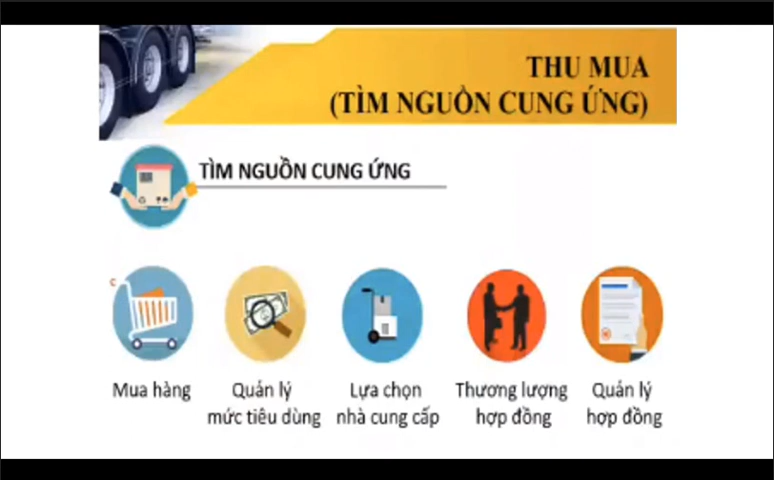 THU MUA
(TÌM NGUỒN CUNG ỨNG)
TÌM NGUỒN CUNG ỨNG
Mua hàng
Quản lý
mức tiêu dùng
Lựa chọn
nhà cung cấp
Thương lượng
hợp đồng
Quản lý
hợp đồng